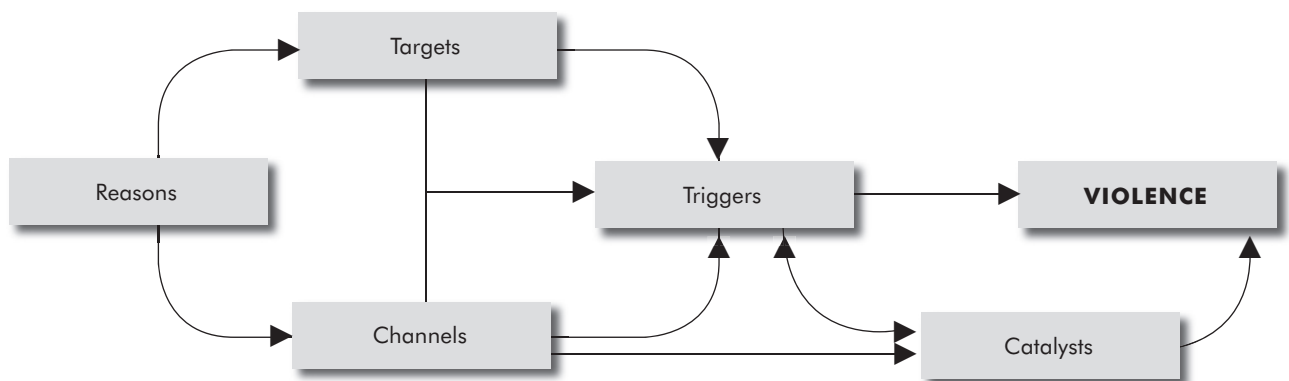 Targets
Reasons
Triggers
VIOLENCE
Channels
Catalysts